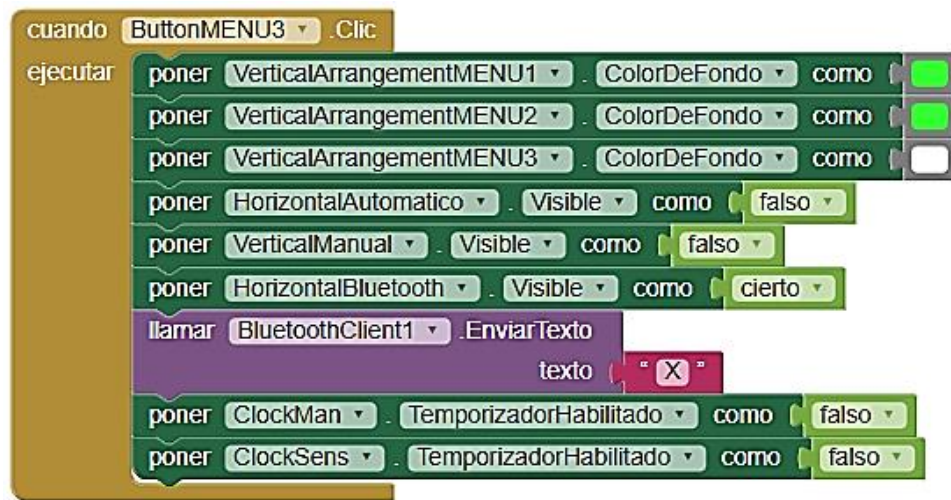 cuando ButtonMENU3 .Clic
ejecutar poner VerticalArrangementMENU1 . ColorDeFondo como
poner VerticalArrangementMENU2 . ColorDeFondo como
poner VerticalArrangementMENU3 . ColorDeFondo como
poner HorizontalAutomatico . Visible como falso
poner VerticalManual . Visible como falso
poner HorizontalBluetooth . Visible como cierto
llamar BluetoothClient1 .EnviarTexto
texto “ X ”
poner ClockMan . TemporizadorHabilitado como falso
poner ClockSens . TemporizadorHabilitado como falso